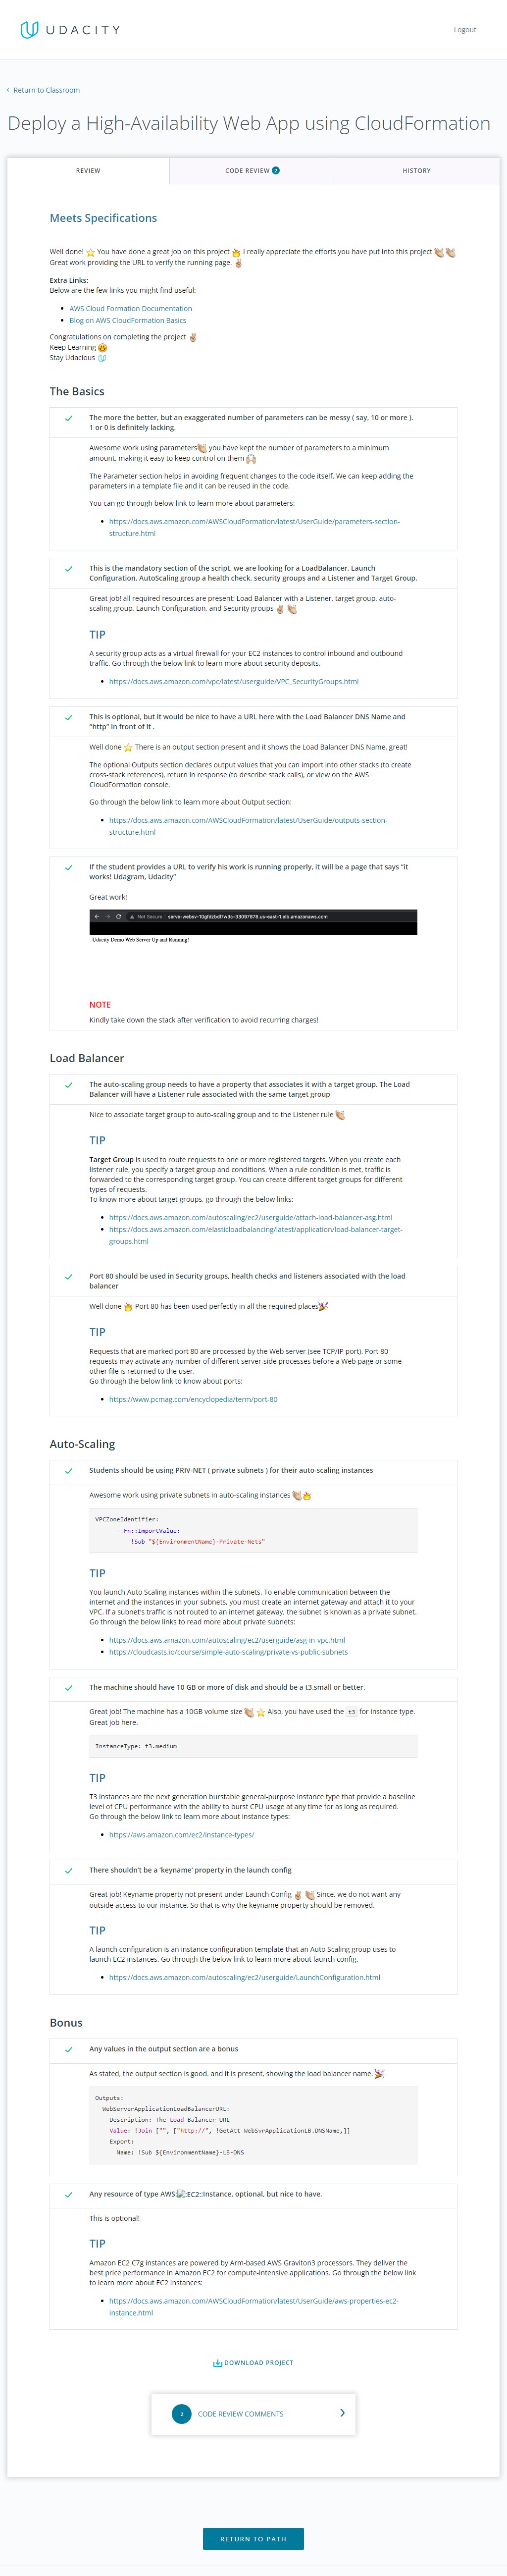 UDACITY
Logout
Return to Classroom
Deploy a High-Availability Web App using CloudFormation
REVIEW
CODE REVIEW 2
HISTORY
Meets Specifications
Well done! You have done a great job on this project I really appreciate the efforts you have put into this project
Great work providing the URL to verify the running page.
Extra Links:
Below are the few links you might find useful:
AWS Cloud Formation Documentation
Blog on AWS CloudFormation Basics
Congratulations on completing the project
Keep Learning
Stay Udacious
The Basics
The more the better, but an exaggerated number of parameters can be messy ( say, 10 or more ).
1 or 0 is definitely lacking.
Awesome work using parameters you have kept the number of parameters to a minimum
amount, making it easy to keep control on them
The Parameter section helps in avoiding frequent changes to the code itself. We can keep adding the
parameters in a template file and it can be reused in the code.
You can go through below link to learn more about parameters:
https://docs.aws.amazon.com/AWSCloudFormation/latest/UserGuide/parameters-section-
structure.html
This is the mandatory section of the script, we are looking for a LoadBalancer, Launch
Configuration, AutoScaling group a health check, security groups and a Listener and Target Group.
Great job! all required resources are present: Load Balancer with a Listener, target group, auto-
scaling group, Launch Configuration, and Security groups
TIP
A security group acts as a virtual firewall for your EC2 instances to control inbound and outbound
traffic. Go through the below link to learn more about security deposits.
https://docs.aws.amazon.com/vpc/latest/userguide/VPC_SecurityGroups.html
This is optional, but it would be nice to have a URL here with the Load Balancer DNS Name and
"http" in front of it .
Well done There is an output section present and it shows the Load Balancer DNS Name. great!
The optional Outputs section declares output values that you can import into other stacks (to create
cross-stack references), return in response (to describe stack calls), or view on the AWS
CloudFormation console.
Go through the below link to learn more about Output section:
https://docs.aws.amazon.com/AWSCloudFormation/latest/UserGuide/outputs-section-
structure.html
If the student provides a URL to verify his work is running properly, it will be a page that says "it
works! Udagram, Udacity"
Great work!
Not Secure | serve-websv-10gfdzbdl7w3c-33097878.us-east-1.elb.amazonaws.com
Udacity Demo Web Server Up and Running!
NOTE
Kindly take down the stack after verification to avoid recurring charges!
Load Balancer
The auto-scaling group needs to have a property that associates it with a target group. The Load
Balancer will have a Listener rule associated with the same target group
Nice to associate target group to auto-scaling group and to the Listener rule
TIP
Target Group is used to route requests to one or more registered targets. When you create each
listener rule, you specify a target group and conditions. When a rule condition is met, traffic is
forwarded to the corresponding target group. You can create different target groups for different
types of requests.
To know more about target groups, go through the below links:
https://docs.aws.amazon.com/autoscaling/ec2/userguide/attach-load-balancer-asg.html
https://docs.aws.amazon.com/elasticloadbalancing/latest/application/load-balancer-target-
groups.html
Port 80 should be used in Security groups, health checks and listeners associated with the load
balancer
Well done Port 80 has been used perfectly in all the required places
TIP
Requests that are marked port 80 are processed by the Web server (see TCP/IP port). Port 80
requests may activate any number of different server-side processes before a Web page or some
other file is returned to the user.
Go through the below link to know about ports:
https://www.pcmag.com/encyclopedia/term/port-80
Auto-Scaling
Students should be using PRIV-NET ( private subnets ) for their auto-scaling instances
Awesome work using private subnets in auto-scaling instances
VPCZoneIdentifier:
- Fn::ImportValue:
!Sub "${EnvironmentName}-Private-Nets"
TIP
You launch Auto Scaling instances within the subnets. To enable communication between the
internet and the instances in your subnets, you must create an internet gateway and attach it to your
VPC. If a subnet's traffic is not routed to an internet gateway, the subnet is known as a private subnet.
Go through the below links to read more about private subnets:
https://docs.aws.amazon.com/autoscaling/ec2/userguide/asg-in-vpc.html
https://cloudcasts.io/course/simple-auto-scaling/private-vs-public-subnets
The machine should have 10 GB or more of disk and should be a t3.small or better.
Great job! The machine has a 10GB volume size Also, you have used the t3 for instance type.
Great job here.
InstanceType: t3.medium
TIP
T3 instances are the next generation burstable general-purpose instance type that provide a baseline
level of CPU performance with the ability to burst CPU usage at any time for as long as required.
Go through the below link to learn more about instance types:
https://aws.amazon.com/ec2/instance-types/
There shouldn't be a 'keyname' property in the launch config
Great job! Keyname property not present under Launch Config Since, we do not want any
outside access to our instance, So that is why the keyname property should be removed.
TIP
A launch configuration is an instance configuration template that an Auto Scaling group uses to
launch EC2 instances. Go through the below link to learn more about launch config.
https://docs.aws.amazon.com/autoscaling/ec2/userguide/LaunchConfiguration.html
Bonus
Any values in the output section are a bonus
As stated, the output section is good. and it is present, showing the load balancer name.
Outputs:
WebServerApplicationLoadBalancerURL:
Description: The Load Balancer URL
Value: !Join ["", ["http://", !GetAtt WebSvrApplicationLB.DNSName,]]
Export:
Name: !Sub ${EnvironmentName}-LB-DNS
Any resource of type AWS::EC2::Instance, optional, but nice to have.
This is optional!
TIP
Amazon EC2 C7g instances are powered by Arm-based AWS Graviton3 processors. They deliver the
best price performance in Amazon EC2 for compute-intensive applications. Go through the below link
to learn more about EC2 Instances:
https://docs.aws.amazon.com/AWSCloudFormation/latest/UserGuide/aws-properties-ec2-
instance.html
DOWNLOAD PROJECT
2 CODE REVIEW COMMENTS
RETURN TO PATH